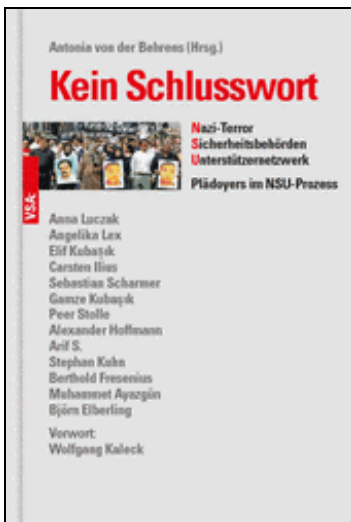 Antonia von der Behrens (Hrsg.)
Kein Schlusswort
Nazi-Terror
Sicherheitsbehörden
Unterstützernetzwerk
Plädoyers im NSU-Prozess
VSA:
Anna Luczak
Angelika Lex
Elif Kubaşık
Carsten Ilius
Sebastian Scharmer
Gamze Kubaşık
Peer Stolle
Alexander Hoffmann
Arif S.
Stephan Kuhn
Berthold Fresenius
Muhammet Ayazgün
Björn Elberling
Vorwort:
Wolfgang Kaleck